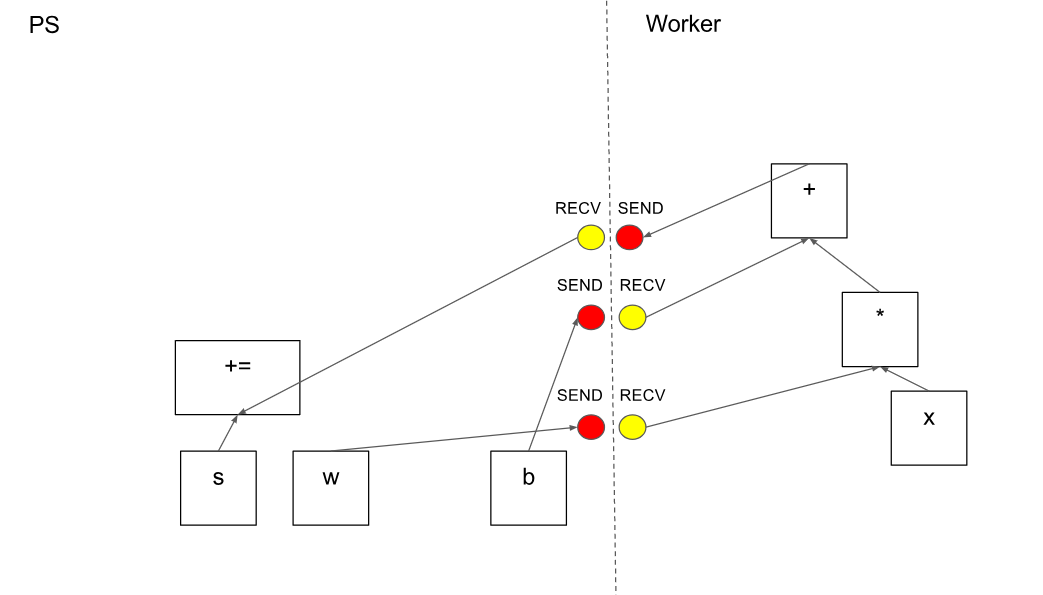 PS
Worker
+
RECV SEND
SEND RECV
*
+=
SEND RECV
x
s
w
b